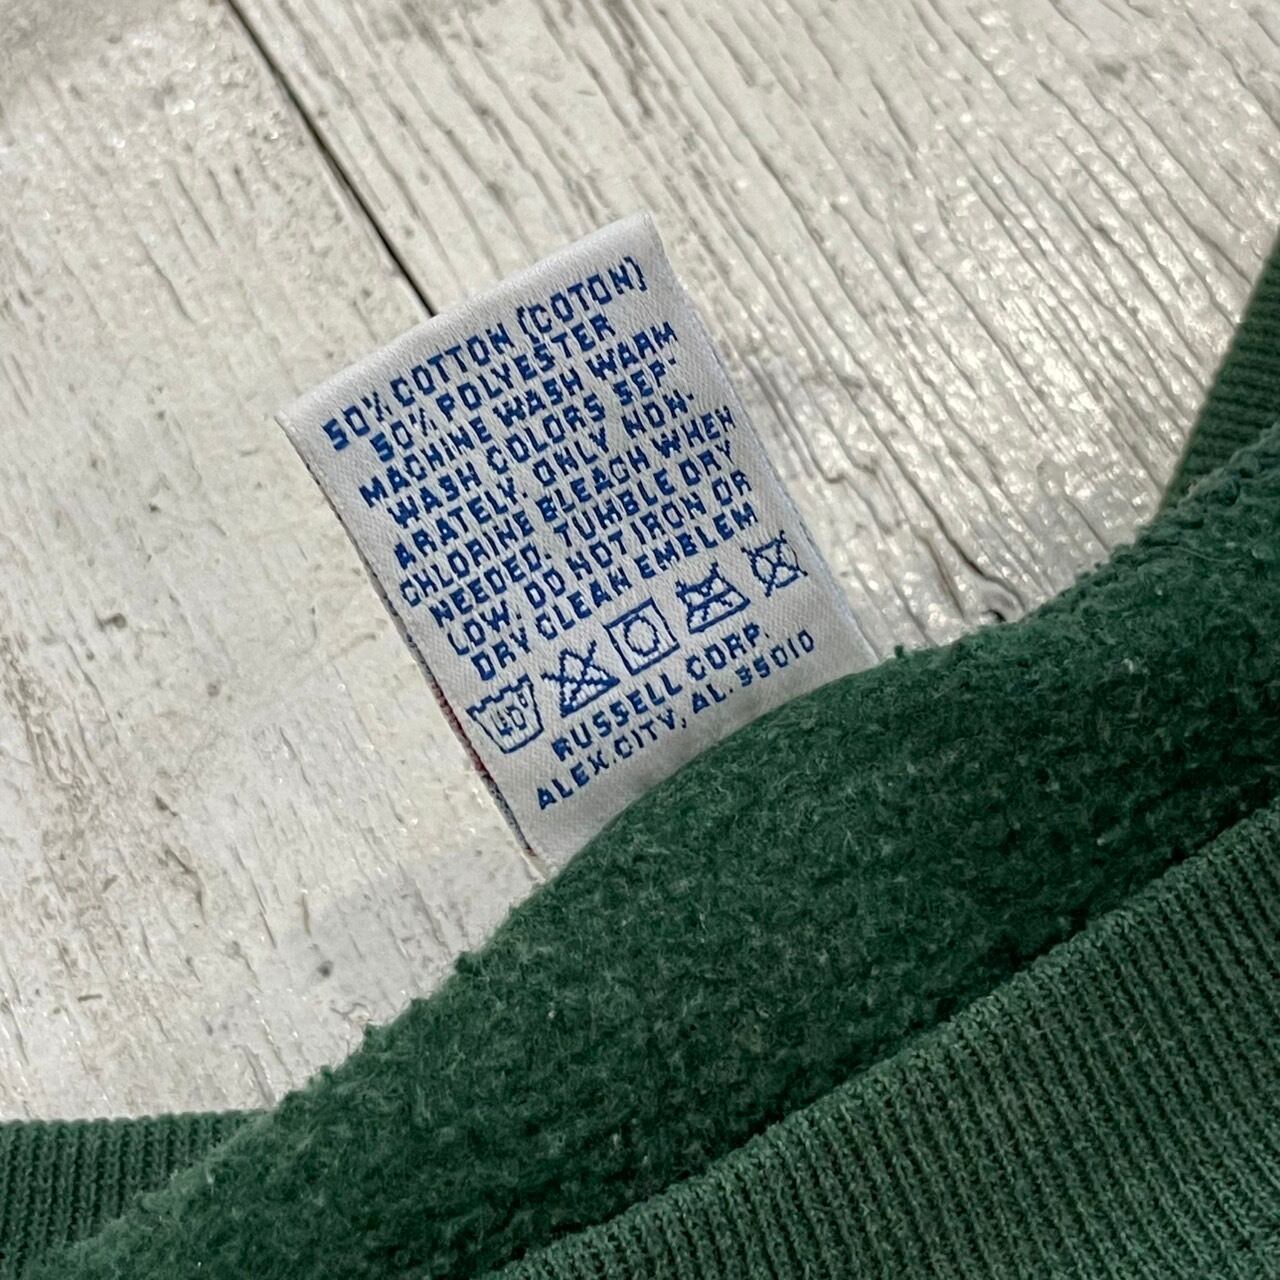 50% COTTON (COTON)
50% POLYESTER
MACHINE WASH WARM
WASH COLORS SEP-
ARATELY. ONLY NON-
CHLORINE BLEACH WHEN
NEEDED. TUMBLE DRY
LOW. DO NOT IRON OR
DRY CLEAN EMBLEM
40°
RUSSELL CORP.
ALEX.CITY, AL. 35010